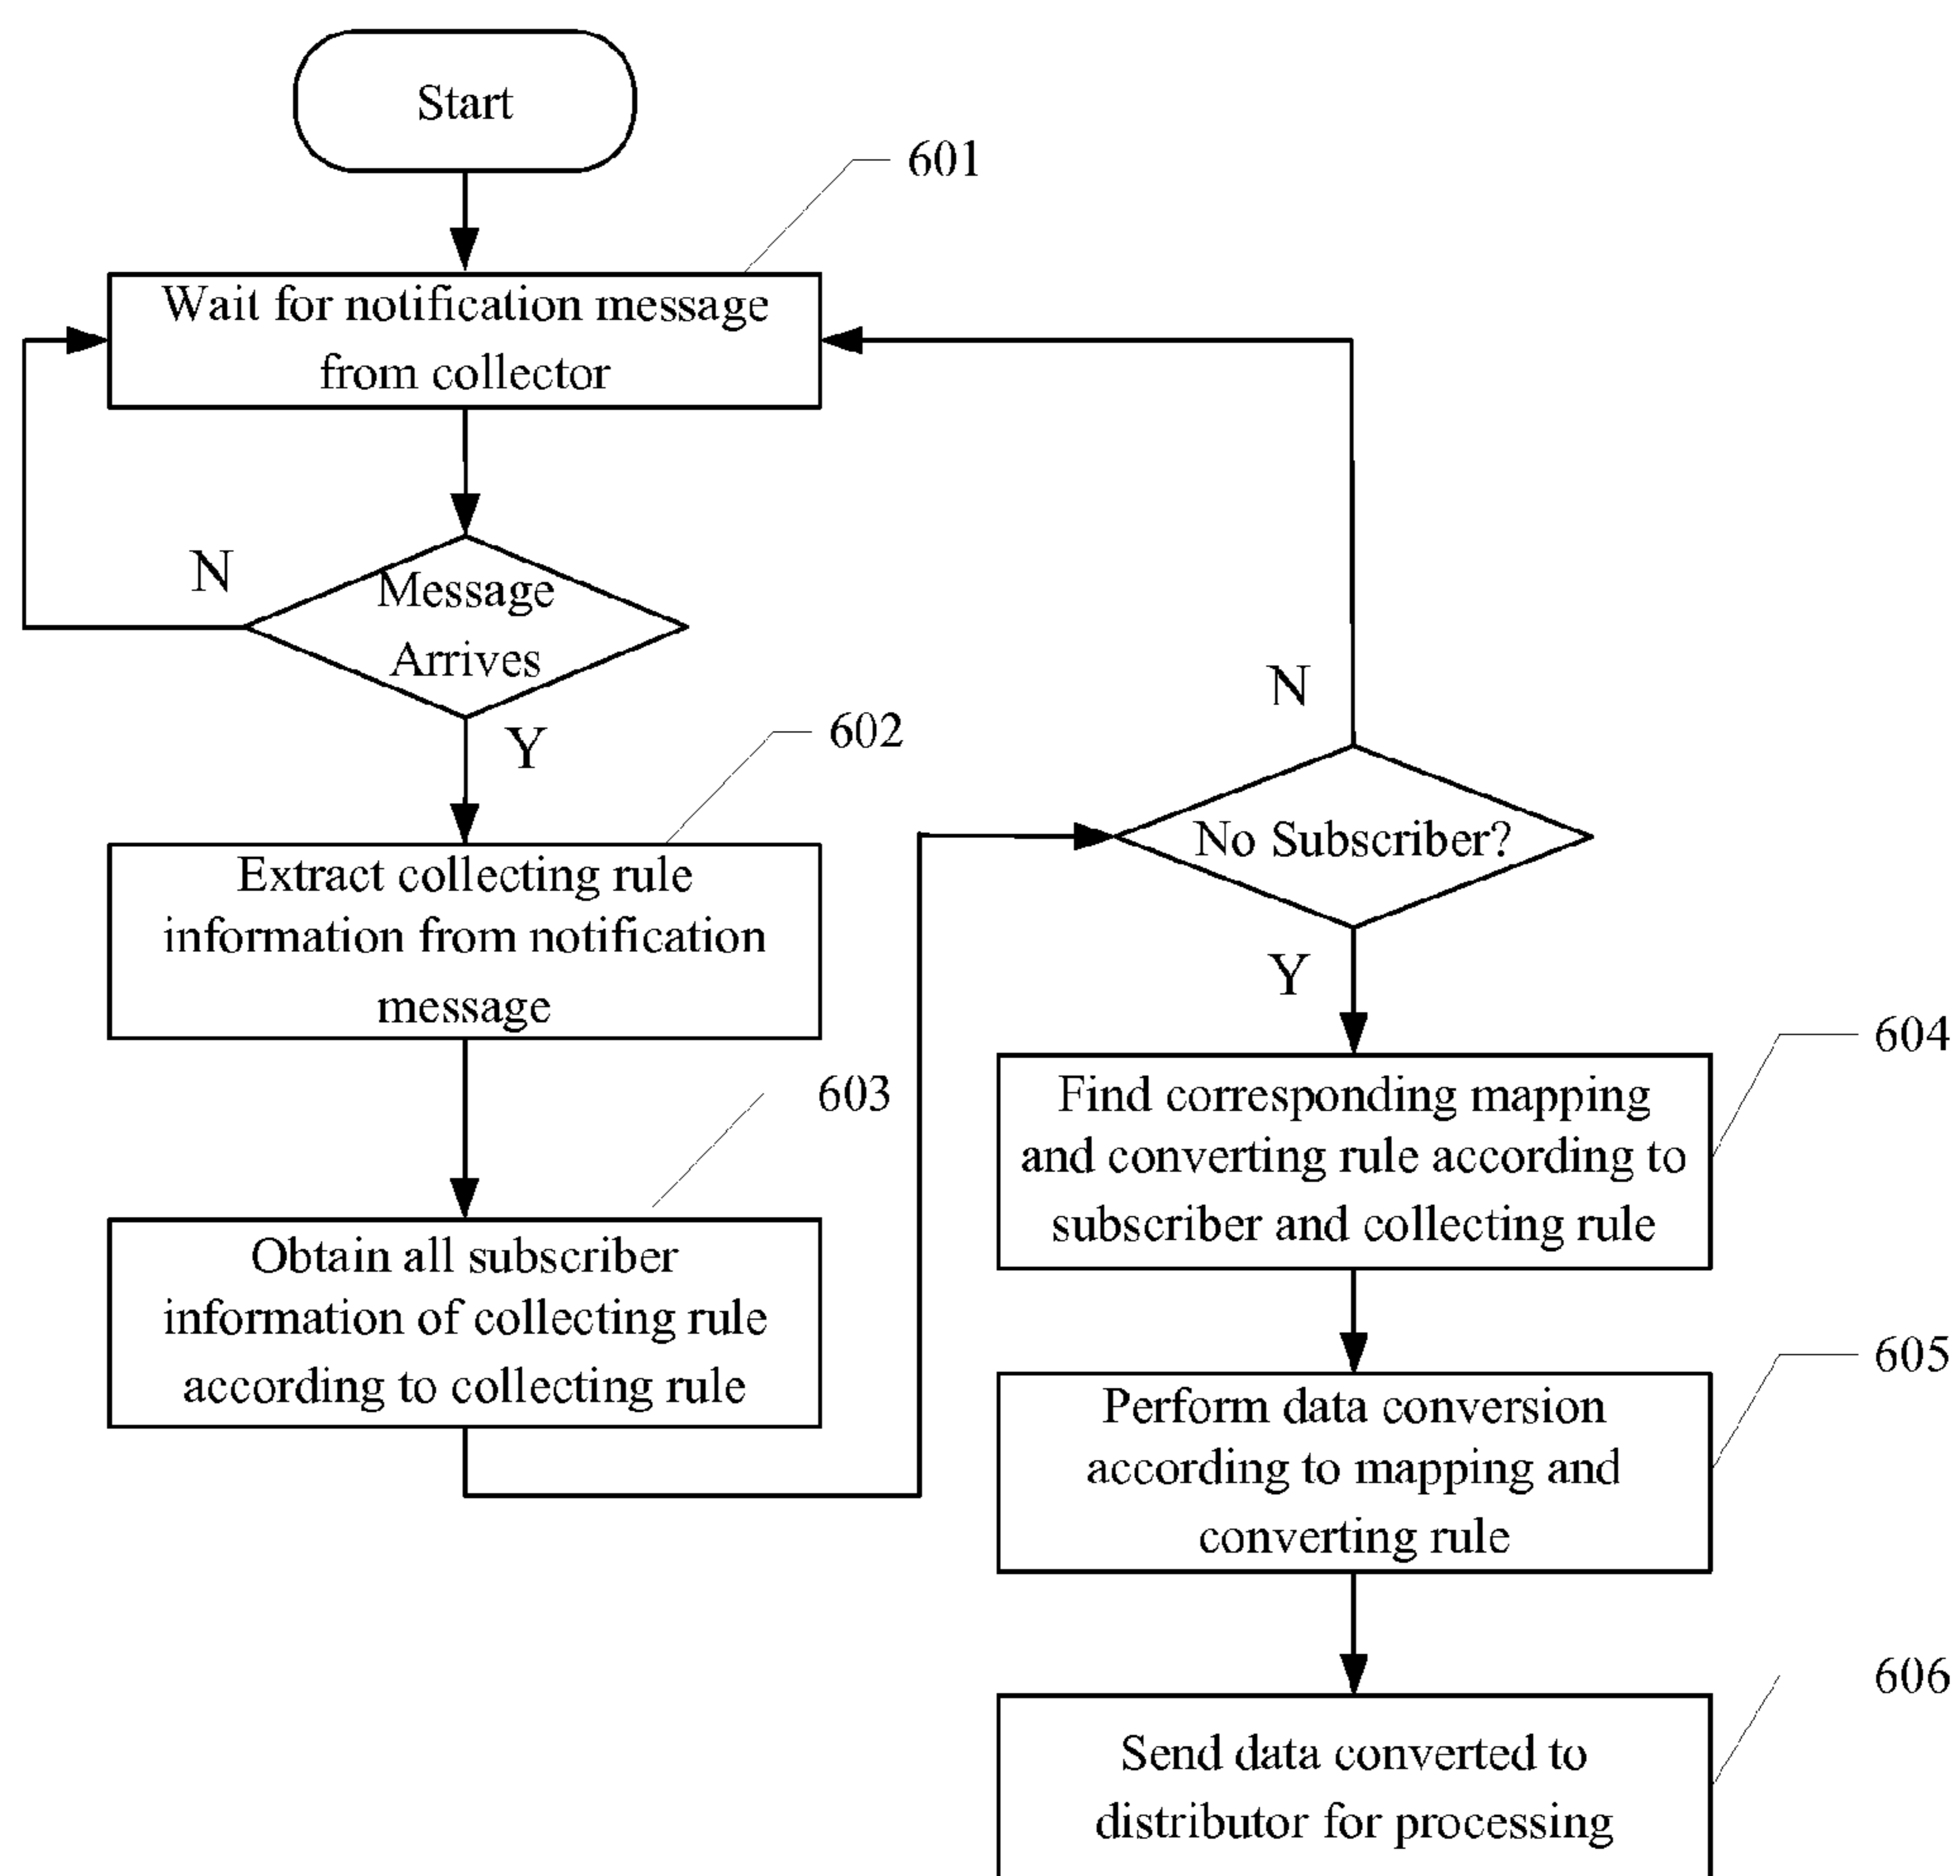 Start
601
Wait for notification message
from collector
N
Message
Arrives
Y
602
Extract collecting rule
information from notification
message
603
Obtain all subscriber
information of collecting rule
according to collecting rule
N
No Subscriber?
Y
604
Find corresponding mapping
and converting rule according to
subscriber and collecting rule
605
Perform data conversion
according to mapping and
converting rule
606
Send data converted to
distributor for processing